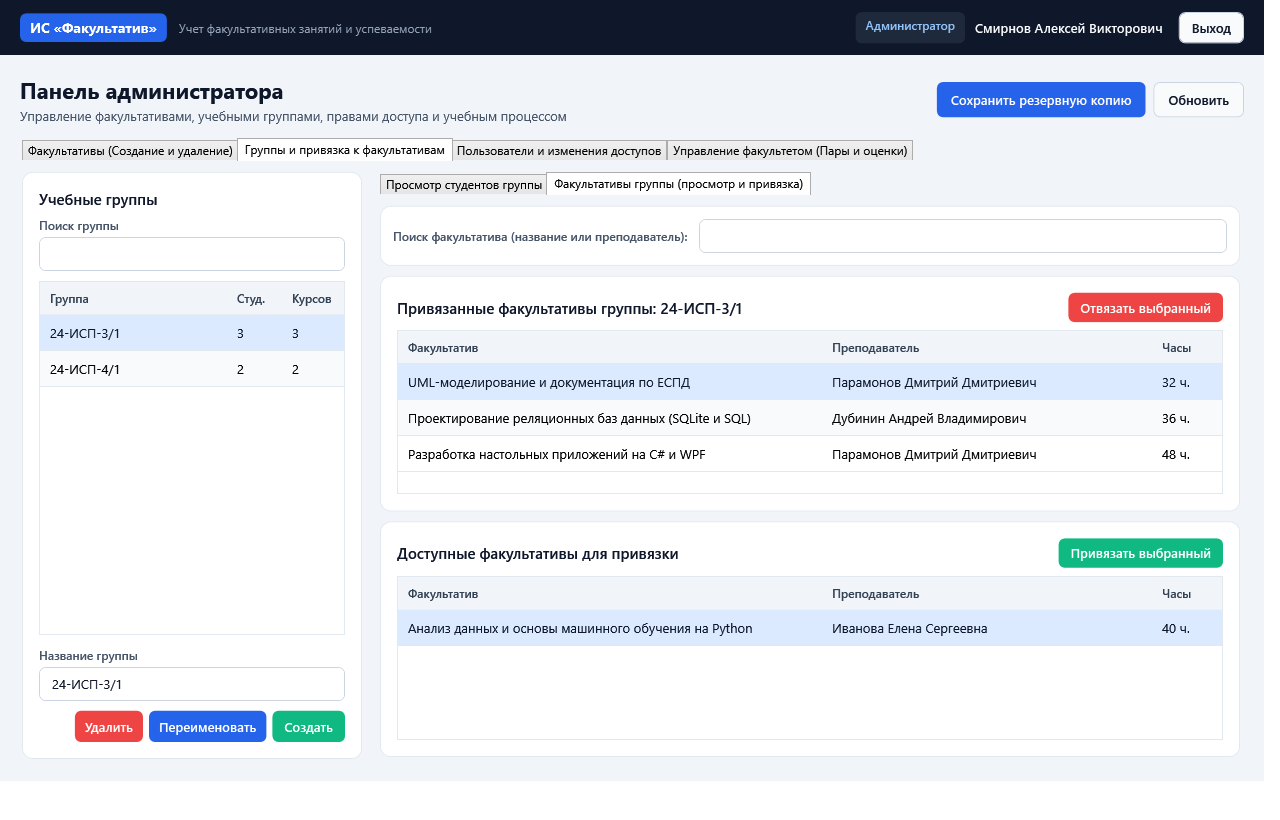 ИС «Факультатив» Учет факультативных занятий и успеваемости Администратор Смирнов Алексей Викторович Выход
Панель администратора
Управление факультативами, учебными группами, правами доступа и учебным процессом
Сохранить резервную копию Обновить
Факультативы (Создание и удаление) Группы и привязка к факультативам Пользователи и изменения доступов Управление факультетом (Пары и оценки)
Учебные группы
Поиск группы
Группа Студ. Курсов
24-ИСП-3/1 3 3
24-ИСП-4/1 2 2
Название группы
24-ИСП-3/1
Удалить Переименовать Создать
Просмотр студентов группы Факультативы группы (просмотр и привязка)
Поиск факультатива (название или преподаватель):
Привязанные факультативы группы: 24-ИСП-3/1 Отвязать выбранный
Факультатив Преподаватель Часы
UML-моделирование и документация по ЕСПД Парамонов Дмитрий Дмитриевич 32 ч.
Проектирование реляционных баз данных (SQLite и SQL) Дубинин Андрей Владимирович 36 ч.
Разработка настольных приложений на C# и WPF Парамонов Дмитрий Дмитриевич 48 ч.
Доступные факультативы для привязки Привязать выбранный
Факультатив Преподаватель Часы
Анализ данных и основы машинного обучения на Python Иванова Елена Сергеевна 40 ч.